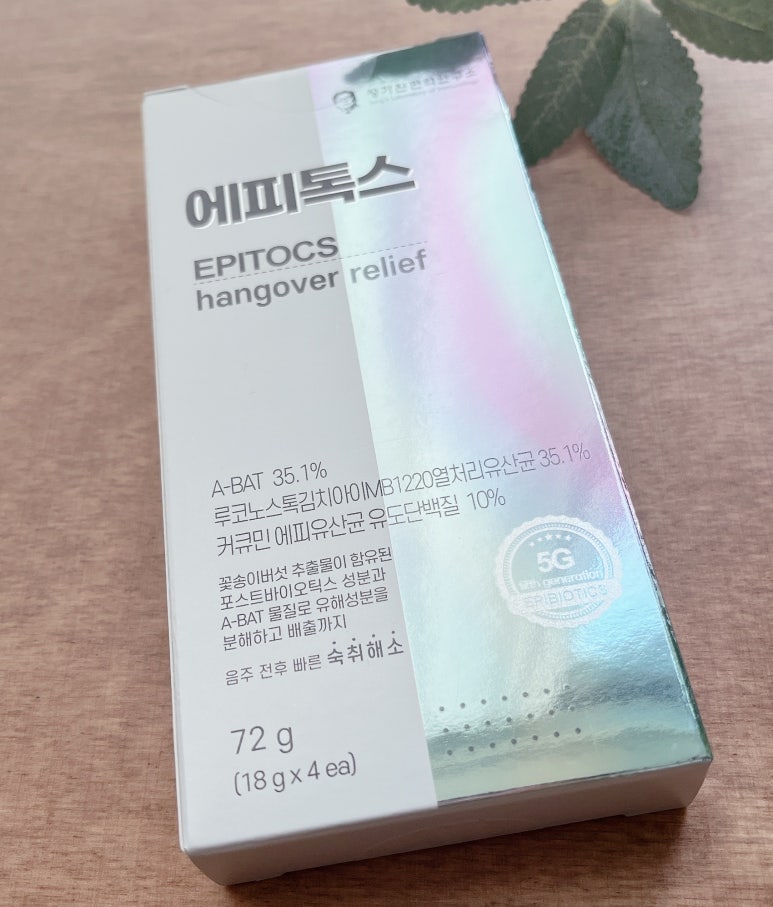 에피톡스
EPITOCS
hangover relief
A-BAT 35.1%
루코노스톡김치아이MB1220열처리유산균 35.1%
커큐민 에피유산균 유도단백질 10%
꽃송이버섯 추출물이 함유된
포스트바이오틱스 성분과
A-BAT 물질로 유해성분을
분해하고 배출까지
음주 전후 빠른 숙취해소
5G
5th generation
EPIBIOTICS
72 g
(18 g x 4 ea)